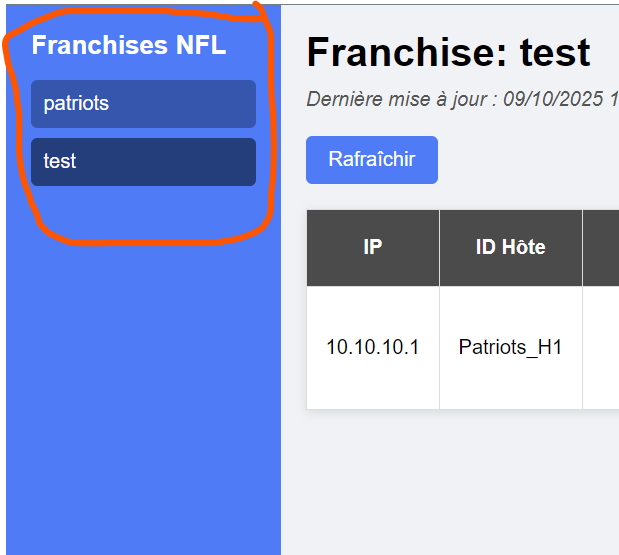 Franchises NFL
patriots
test
Franchise: test
Dernière mise à jour : 09/10/2025 1
Rafraîchir
IP
ID Hôte
10.10.10.1
Patriots_H1